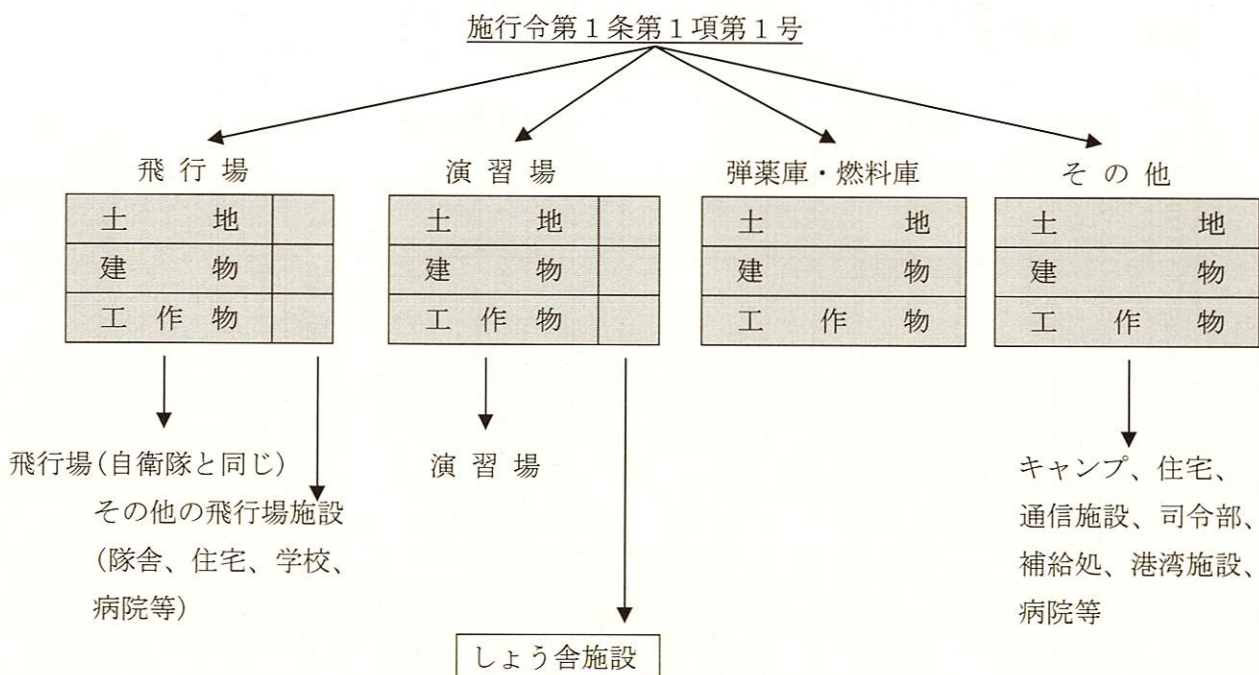 施行令第１条第１項第１号
飛行場
土地
建物
工作物
演習場
土地
建物
工作物
弾薬庫・燃料庫
土地
建物
工作物
その他
土地
建物
工作物
飛行場（自衛隊と同じ）
その他の飛行場施設
（隊舎、住宅、学校、
病院等）
演習場
しょう舎施設
キャンプ、住宅、
通信施設、司令部、
補給処、港湾施設、
病院等